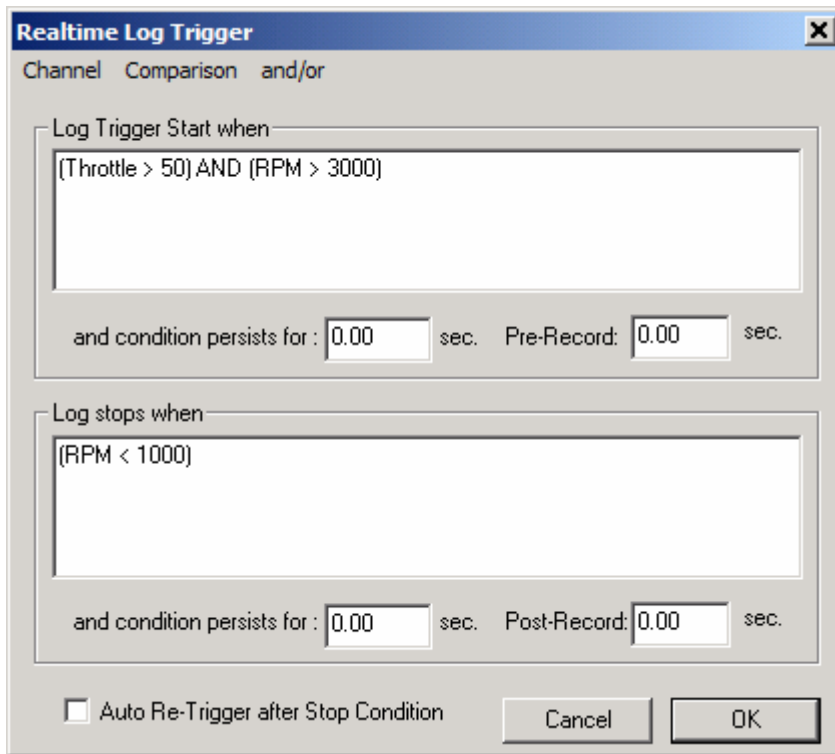 Realtime Log Trigger
Channel Comparison and/or
Log Trigger Start when
(Throttle > 50) AND (RPM > 3000)
and condition persists for : 0.00 sec. Pre-Record: 0.00 sec.
Log stops when
(RPM < 1000)
and condition persists for : 0.00 sec. Post-Record: 0.00 sec.
Auto Re-Trigger after Stop Condition Cancel OK